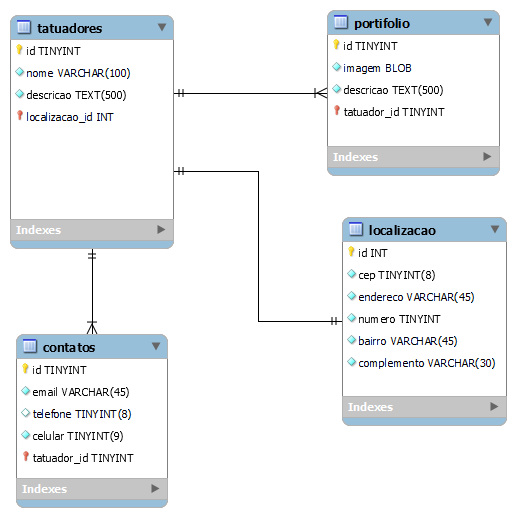 tatuadores
id TINYINT
nome VARCHAR(100)
descricao TEXT(500)
localizacao_id INT
Indexes
portifolio
id TINYINT
imagem BLOB
descricao TEXT(500)
tatuador_id TINYINT
Indexes
localizacao
id INT
cep TINYINT(8)
endereco VARCHAR(45)
numero TINYINT
bairro VARCHAR(45)
complemento VARCHAR(30)
Indexes
contatos
id TINYINT
email VARCHAR(45)
telefone TINYINT(8)
celular TINYINT(9)
tatuador_id TINYINT
Indexes